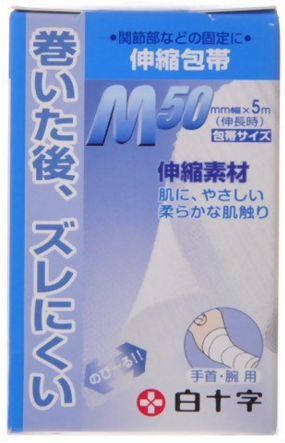 巻いた後、ズレにくい
•関節部などの固定に•
伸縮包帯
M50mm幅×5m
(伸長時)
包帯サイズ
伸縮素材
肌に、やさしい
柔らかな肌触り
のびーる!!
手首・腕 用
白十字